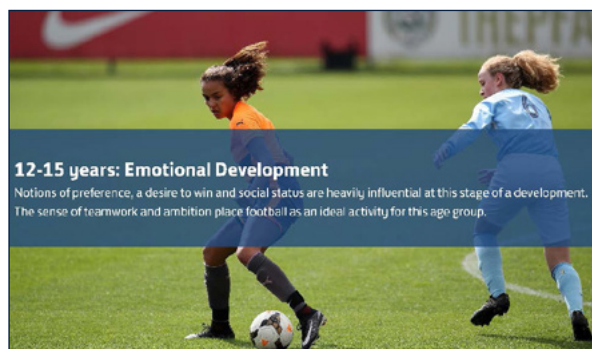 THEPFA
6
12-15 years: Emotional Development
Notions of preference, a desire to win and social status are heavily influential at this stage of a development.
The sense of teamwork and ambition place football as an ideal activity for this age group.